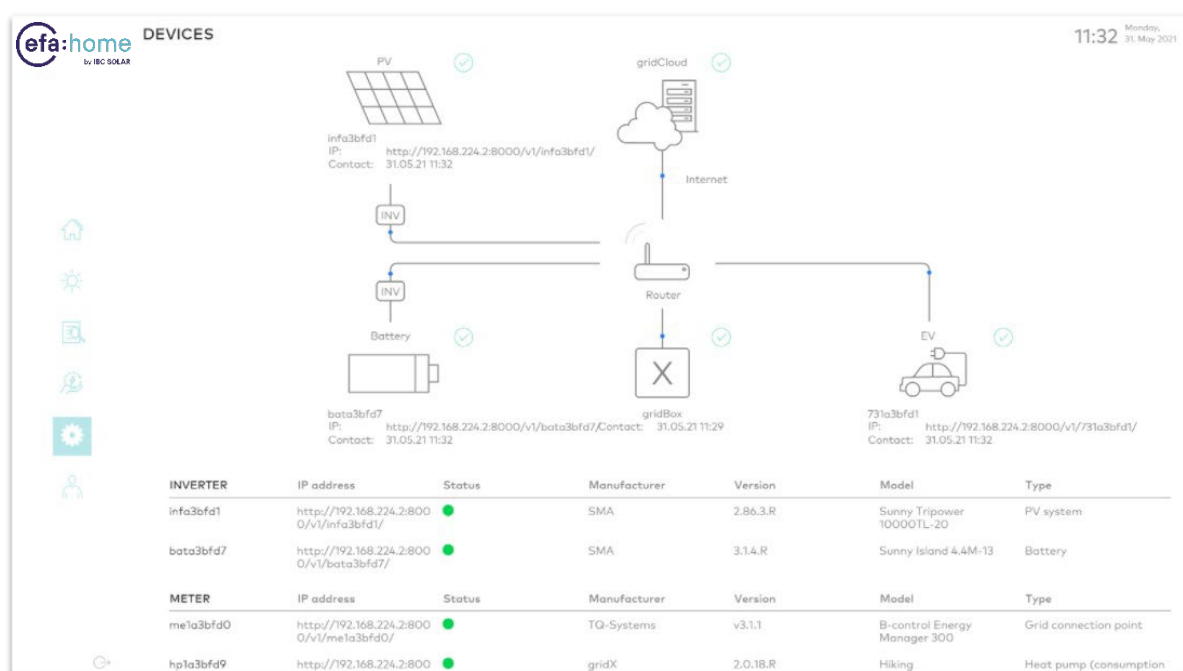 efa:home
by IBC SOLAR
DEVICES
11:32
Monday,
31. May 2021
PV
gridCloud
infa3bfd1
IP: http://192.168.224.2:8000/v1/infa3bfd1/
Contact: 31.05.21 11:32
Internet
INV
INV
Router
Battery
EV
X
bata3bfd7
IP: http://192.168.224.2:8000/v1/bata3bfd7/
Contact: 31.05.21 11:32
gridBox
Contact: 31.05.21 11:29
731a3bfd1
IP: http://192.168.224.2:8000/v1/731a3bfd1/
Contact: 31.05.21 11:32
INVERTER IP address Status Manufacturer Version Model Type
infa3bfd1 http://192.168.224.2:800 SMA 2.86.3.R Sunny Tripower PV system
0/v1/infa3bfd1/ 10000TL-20
bata3bfd7 http://192.168.224.2:800 SMA 3.1.4.R Sunny Island 4.4M-13 Battery
0/v1/bata3bfd7/
METER IP address Status Manufacturer Version Model Type
me1a3bfd0 http://192.168.224.2:800 TQ-Systems v3.1.1 B-control Energy Grid connection point
0/v1/me1a3bfd0/ Manager 300
hp1a3bfd9 http://192.168.224.2:800 gridX 2.0.18.R Hiking Heat pump (consumption